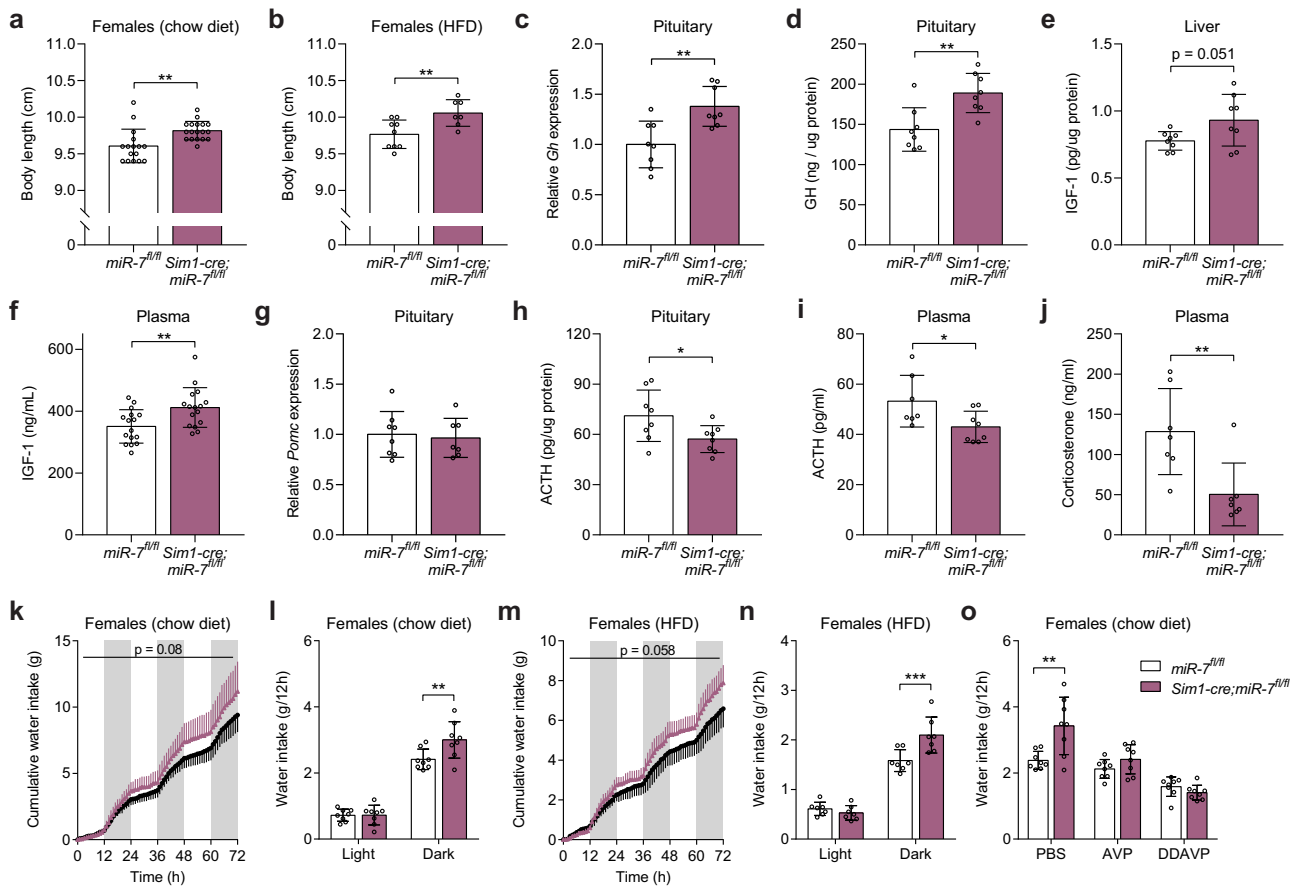 a Females (chow diet)
Body length (cm)
11.0
10.5
10.0
9.5
9.0
0
**
miR-7fl/fl Sim1-cre;
miR-7fl/fl
b Females (HFD)
Body length (cm)
11.0
10.5
10.0
9.5
9.0
0
**
miR-7fl/fl Sim1-cre;
miR-7fl/fl
c Pituitary
Relative Gh expression
2.0
1.5
1.0
0.5
0
**
miR-7fl/fl Sim1-cre;
miR-7fl/fl
d Pituitary
GH (ng / ug protein)
250
200
150
100
50
0
**
miR-7fl/fl Sim1-cre;
miR-7fl/fl
e Liver
IGF-1 (pg/ug protein)
1.5
1.0
0.5
0.0
p = 0.051
miR-7fl/fl Sim1-cre;
miR-7fl/fl
f Plasma
IGF-1 (ng/mL)
600
400
200
0
**
miR-7fl/fl Sim1-cre;
miR-7fl/fl
g Pituitary
Relative Pomc expression
2.0
1.5
1.0
0.5
0
miR-7fl/fl Sim1-cre;
miR-7fl/fl
h Pituitary
ACTH (pg/ug protein)
120
90
60
30
0
*
miR-7fl/fl Sim1-cre;
miR-7fl/fl
i Plasma
ACTH (pg/ml)
80
60
40
20
0
*
miR-7fl/fl Sim1-cre;
miR-7fl/fl
j Plasma
Corticosterone (ng/ml)
250
200
150
100
50
0
**
miR-7fl/fl Sim1-cre;
miR-7fl/fl
k Females (chow diet)
Cumulative water intake (g)
15
10
5
0
p = 0.08
0 12 24 36 48 60 72
Time (h)
l Females (chow diet)
Water intake (g/12h)
6
4
2
0
**
Light Dark
m Females (HFD)
Cumulative water intake (g)
10
8
6
4
2
0
p = 0.058
0 12 24 36 48 60 72
Time (h)
n Females (HFD)
Water intake (g/12h)
4
3
2
1
0
***
Light Dark
o Females (chow diet)
Water intake (g/12h)
6
4
2
0
**
PBS AVP DDAVP
miR-7fl/fl
Sim1-cre;miR-7fl/fl